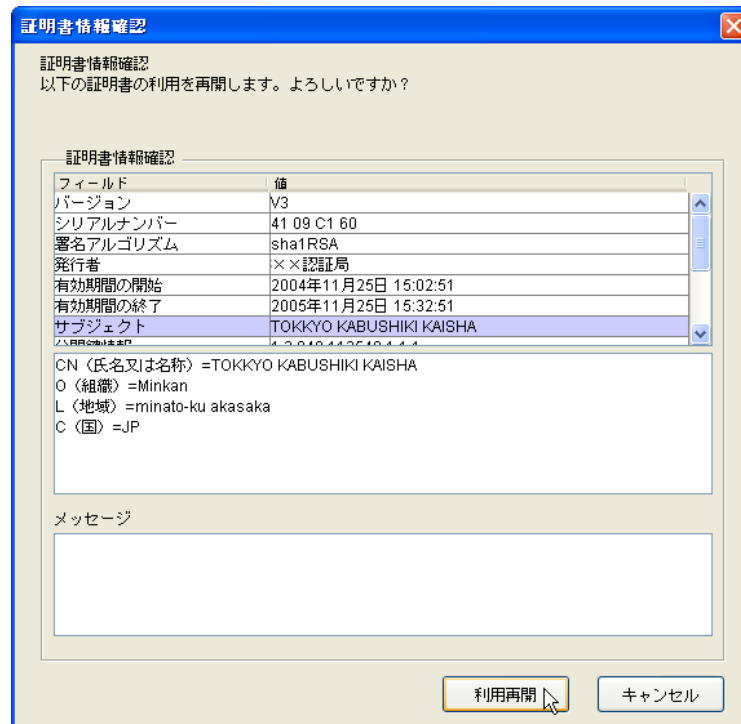 証明書情報確認
証明書情報確認
以下の証明書の利用を再開します。よろしいですか？
証明書情報確認
フィールド 値
バージョン V3
シリアルナンバー 41 09 C1 60
署名アルゴリズム sha1RSA
発行者 ××認証局
有効期間の開始 2004年11月25日 15:02:51
有効期間の終了 2005年11月25日 15:32:51
サブジェクト TOKKYO KABUSHIKI KAISHA
CN（氏名又は名称）=TOKKYO KABUSHIKI KAISHA
O（組織）=Minkan
L（地域）=minato-ku akasaka
C（国）=JP
メッセージ
利用再開 キャンセル